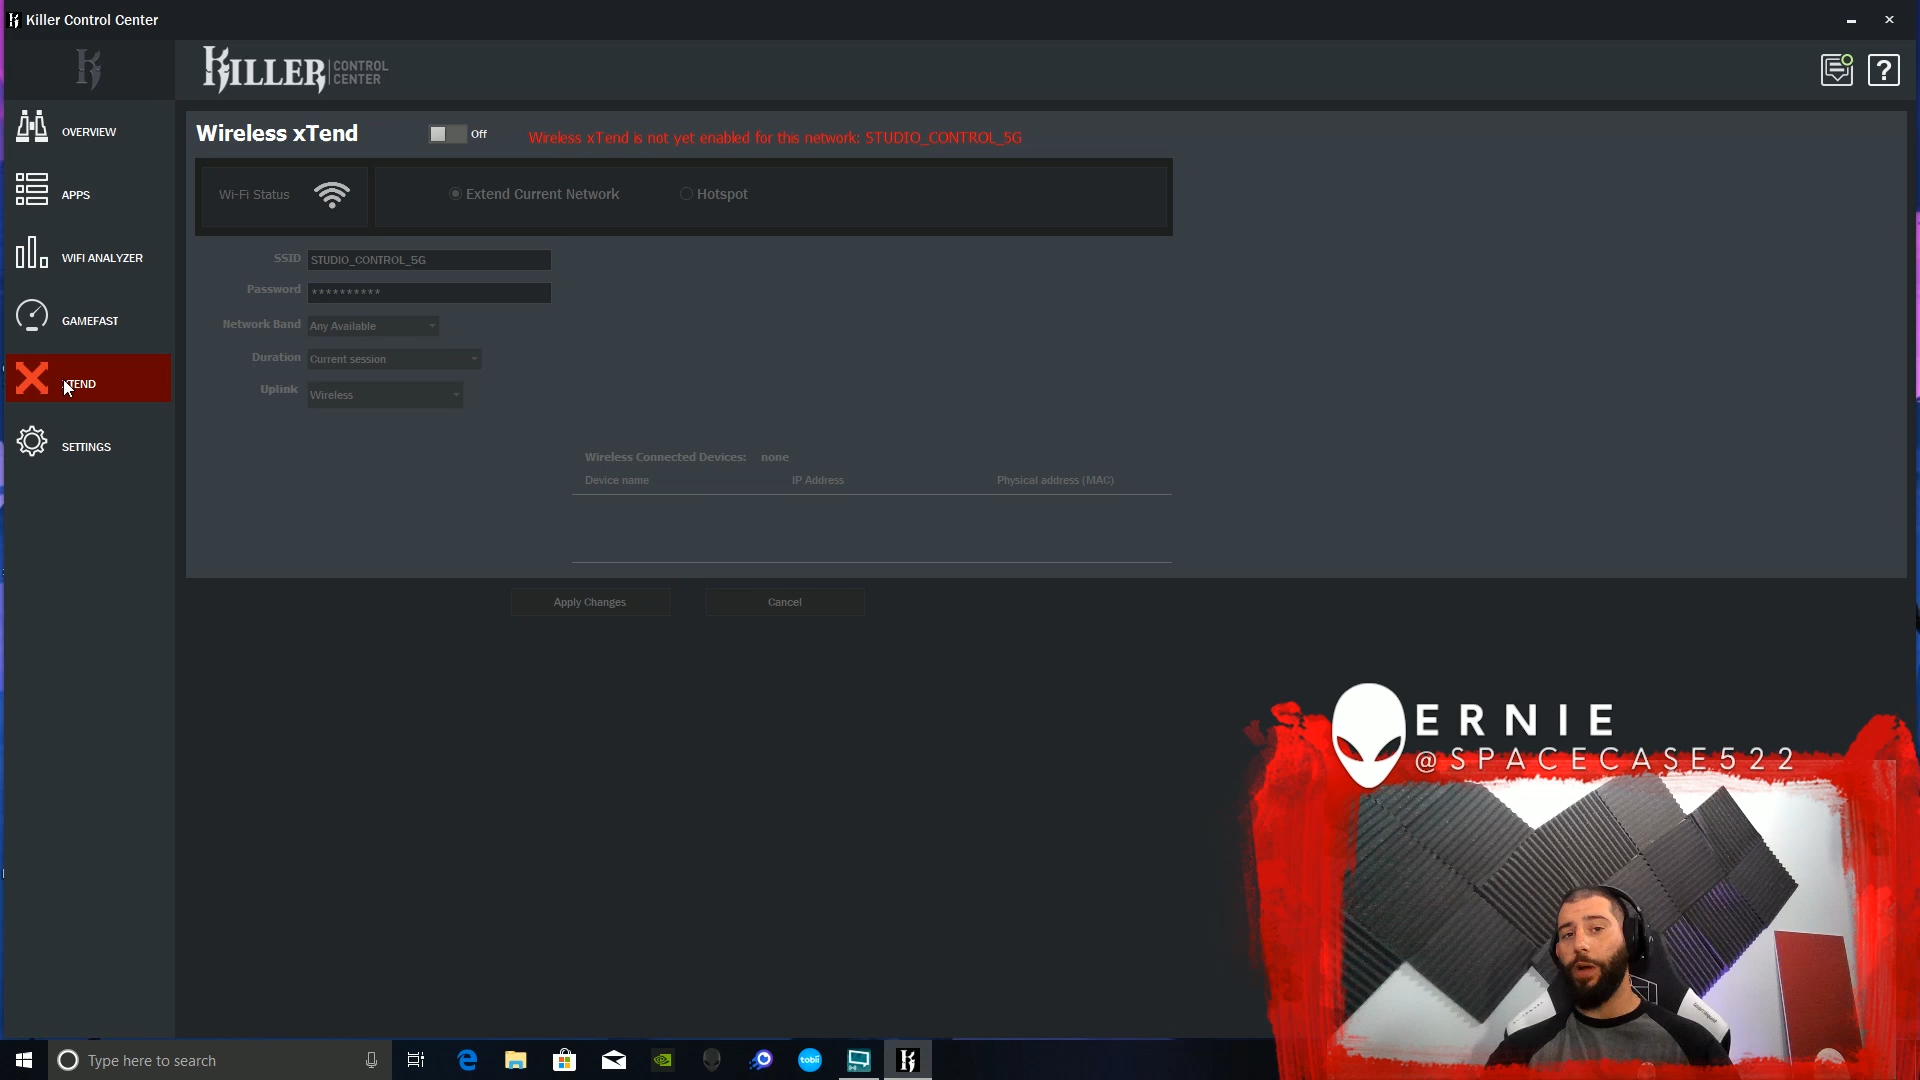 Killer Control Center
KILLER CONTROL CENTER
OVERVIEW
APPS
WIFI ANALYZER
GAMEFAST
XTEND
SETTINGS
Wireless xTend
Off
Wireless xTend is not yet enabled for this network: STUDIO_CONTROL_5G
Wi-Fi Status
Extend Current Network
Hotspot
SSID STUDIO_CONTROL_5G
Password **********
Network Band Any Available
Duration Current session
Uplink Wireless
Wireless Connected Devices: none
Device name IP Address Physical address (MAC)
Apply Changes Cancel
ERNIE
@SPACECASE522
Type here to search
tobii